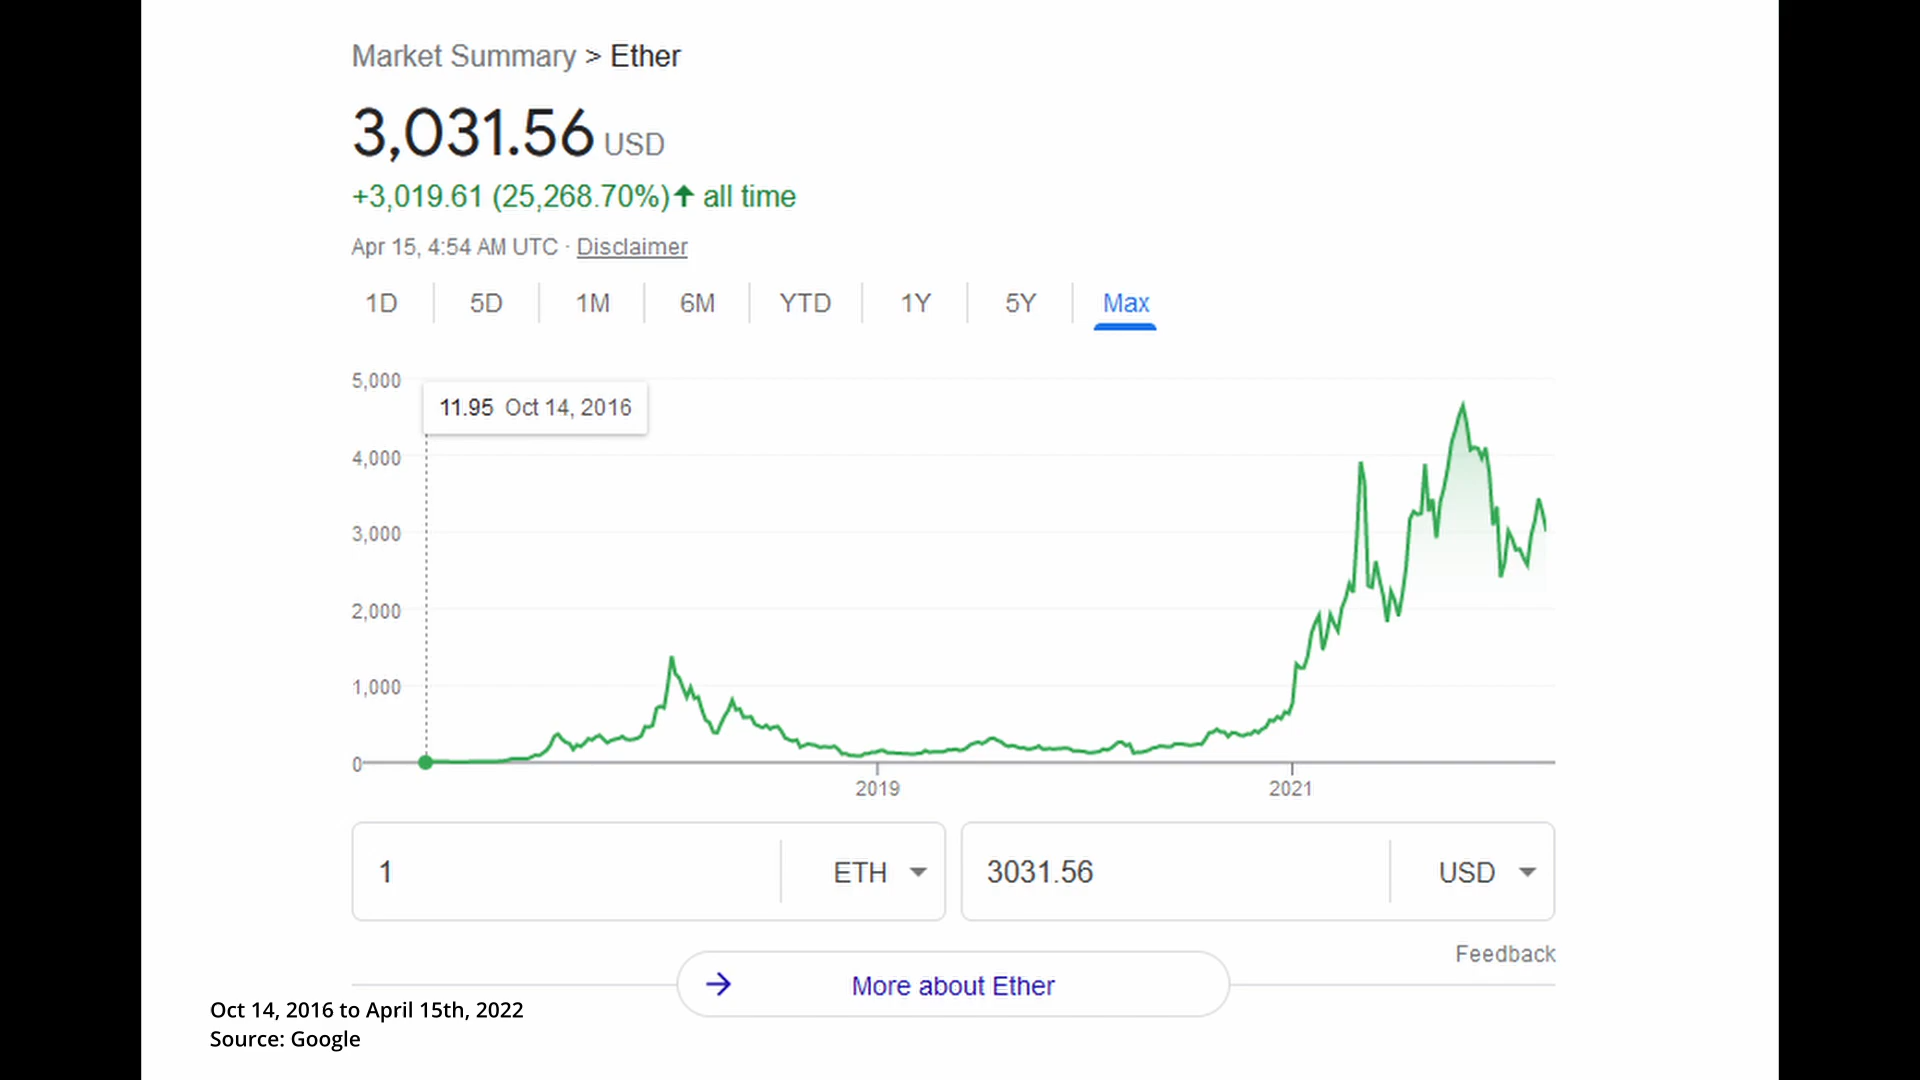 Market Summary > Ether
3,031.56 USD
+3,019.61 (25,268.70%)↑ all time
Apr 15, 4:54 AM UTC · Disclaimer
1D 5D 1M 6M YTD 1Y 5Y Max
5,000
11.95 Oct 14, 2016
4,000
3,000
2,000
1,000
0
2019 2021
1 ETH 3031.56 USD
Feedback
More about Ether
Oct 14, 2016 to April 15th, 2022
Source: Google